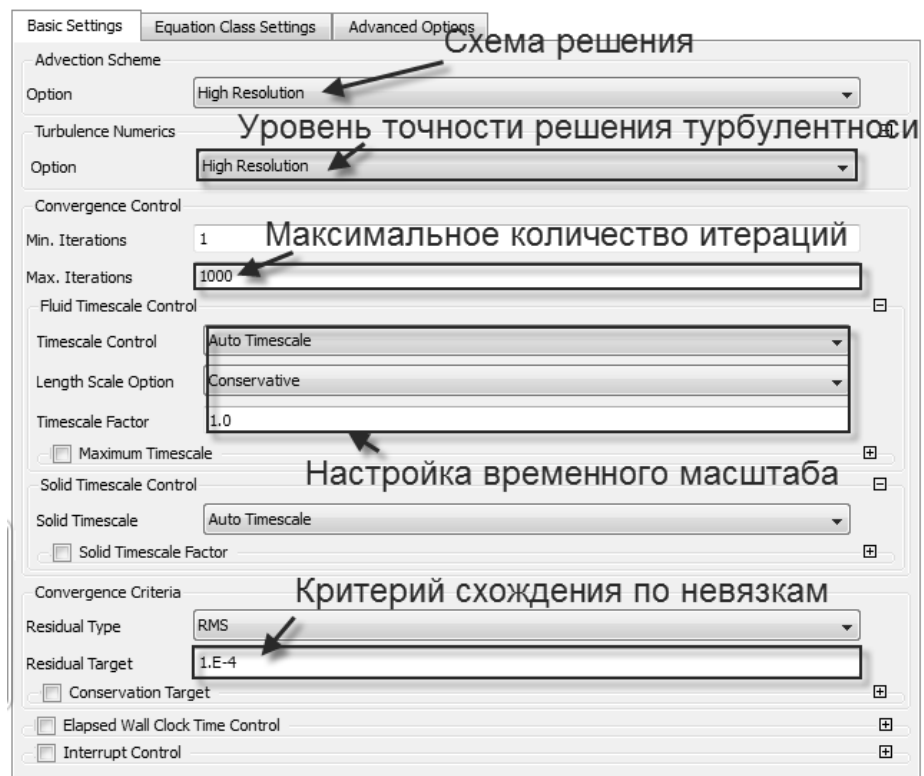 Basic Settings Equation Class Settings Advanced Options
Схема решения
Advection Scheme
Option High Resolution
Уровень точности решения турбулентноси
Turbulence Numerics
Option High Resolution
Convergence Control
Min. Iterations 1
Максимальное количество итераций
Max. Iterations 1000
Fluid Timescale Control
Timescale Control Auto Timescale
Length Scale Option Conservative
Timescale Factor 1.0
Maximum Timescale
Настройка временного масштаба
Solid Timescale Control
Solid Timescale Auto Timescale
Solid Timescale Factor
Convergence Criteria
Критерий схождения по невязкам
Residual Type RMS
Residual Target 1.E-4
Conservation Target
Elapsed Wall Clock Time Control
Interrupt Control